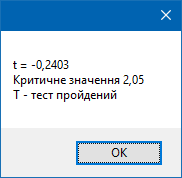 t = -0,2403
Критичне значення 2,05
Т - тест пройдений
OK